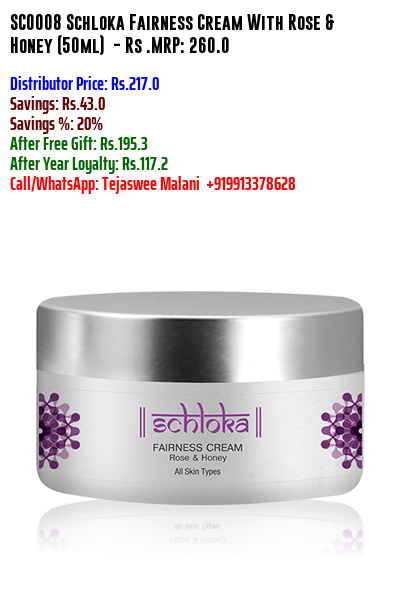 SC0008 Schloka Fairness Cream With Rose &
Honey (50ml) - Rs .MRP: 260.0
Distributor Price: Rs.217.0
Savings: Rs.43.0
Savings %: 20%
After Free Gift: Rs.195.3
After Year Loyalty: Rs.117.2
Call/WhatsApp: Tejaswee Malani +919913378628
schloka
FAIRNESS CREAM
Rose & Honey
All Skin Types